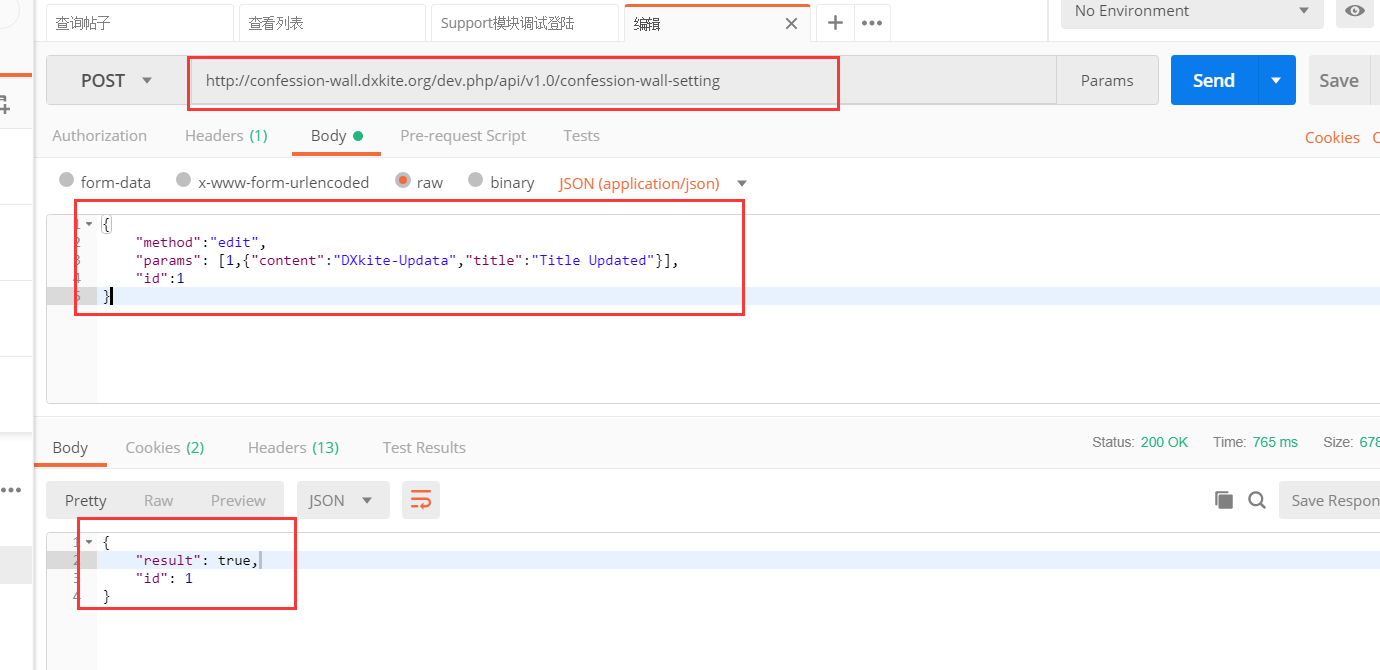 查询帖子 查看列表 Support模块调试登陆 编辑 No Environment
POST http://confession-wall.dxkite.org/dev.php/api/v1.0/confession-wall-setting Params Send Save
Authorization Headers (1) Body Pre-request Script Tests Cookies
form-data x-www-form-urlencoded raw binary JSON (application/json)
1 {
2 "method":"edit",
3 "params": [1,{"content":"DXkite-Updata","title":"Title Updated"}],
4 "id":1
5 }
Body Cookies (2) Headers (13) Test Results Status: 200 OK Time: 765 ms Size: 678
Pretty Raw Preview JSON Save Respon
1 {
2 "result": true,
3 "id": 1
4 }